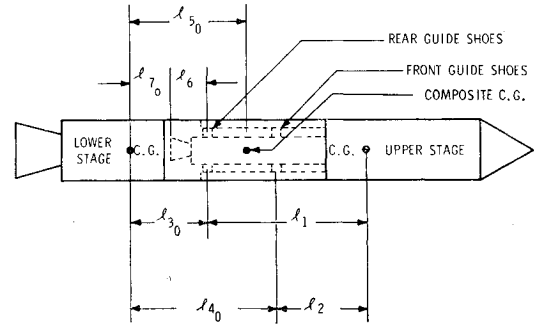 ℓ5₀
REAR GUIDE SHOES
ℓ7₀ ℓ6
FRONT GUIDE SHOES
COMPOSITE C.G.
LOWER STAGE
C.G.
C.G.
UPPER STAGE
ℓ3₀ ℓ1
ℓ4₀ ℓ2